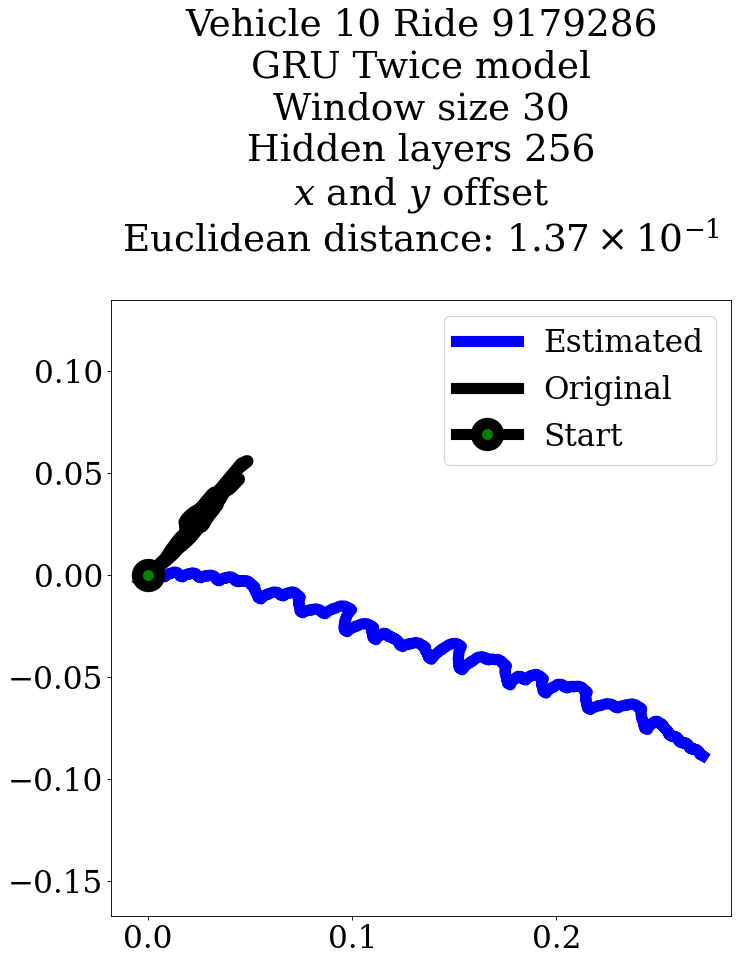 Vehicle 10 Ride 9179286
GRU Twice model
Window size 30
Hidden layers 256
x and y offset
Euclidean distance: 1.37 × 10⁻¹
Estimated
Original
Start
0.10
0.05
0.00
−0.05
−0.10
−0.15
0.0 0.1 0.2